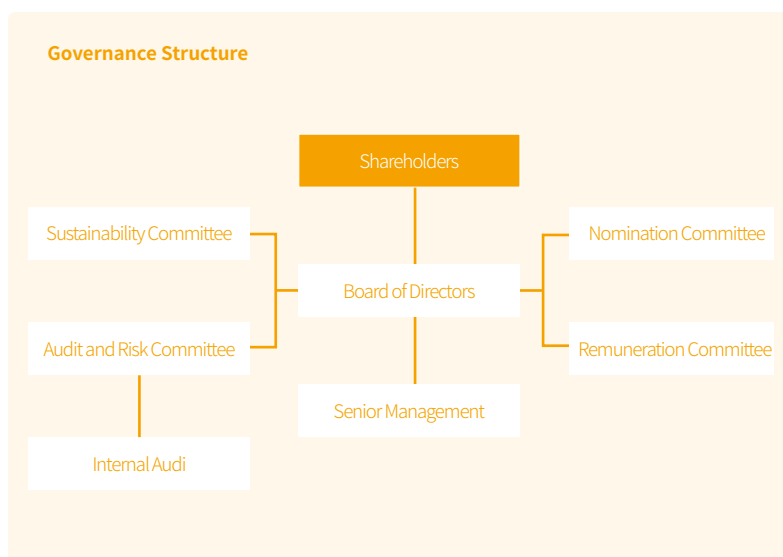 Governance Structure
Shareholders
Sustainability Committee
Nomination Committee
Board of Directors
Audit and Risk Committee
Remuneration Committee
Senior Management
Internal Audi